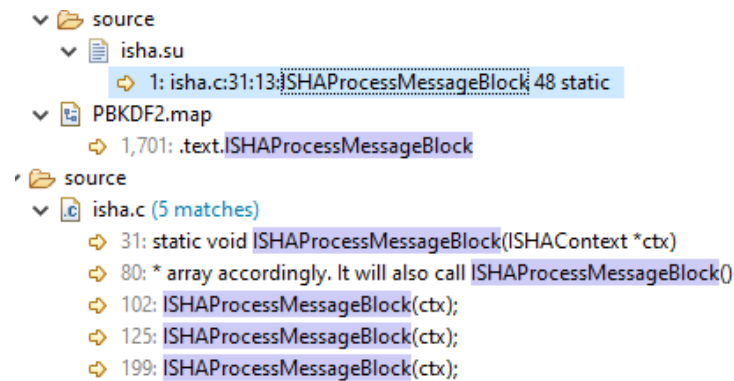 source
isha.su
1: isha.c:31:13:ISHAProcessMessageBlock 48 static
PBKDF2.map
1,701: .text.ISHAProcessMessageBlock
source
isha.c (5 matches)
31: static void ISHAProcessMessageBlock(ISHAContext *ctx)
80: * array accordingly. It will also call ISHAProcessMessageBlock()
102: ISHAProcessMessageBlock(ctx);
125: ISHAProcessMessageBlock(ctx);
199: ISHAProcessMessageBlock(ctx);